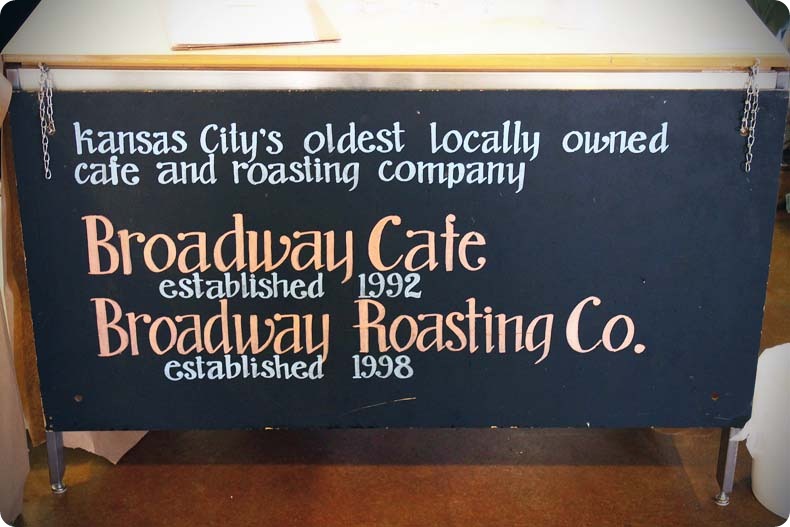 kansas City's oldest locally owned
cafe and roasting company
Broadway Cafe
established 1992
Broadway Roasting Co.
established 1998